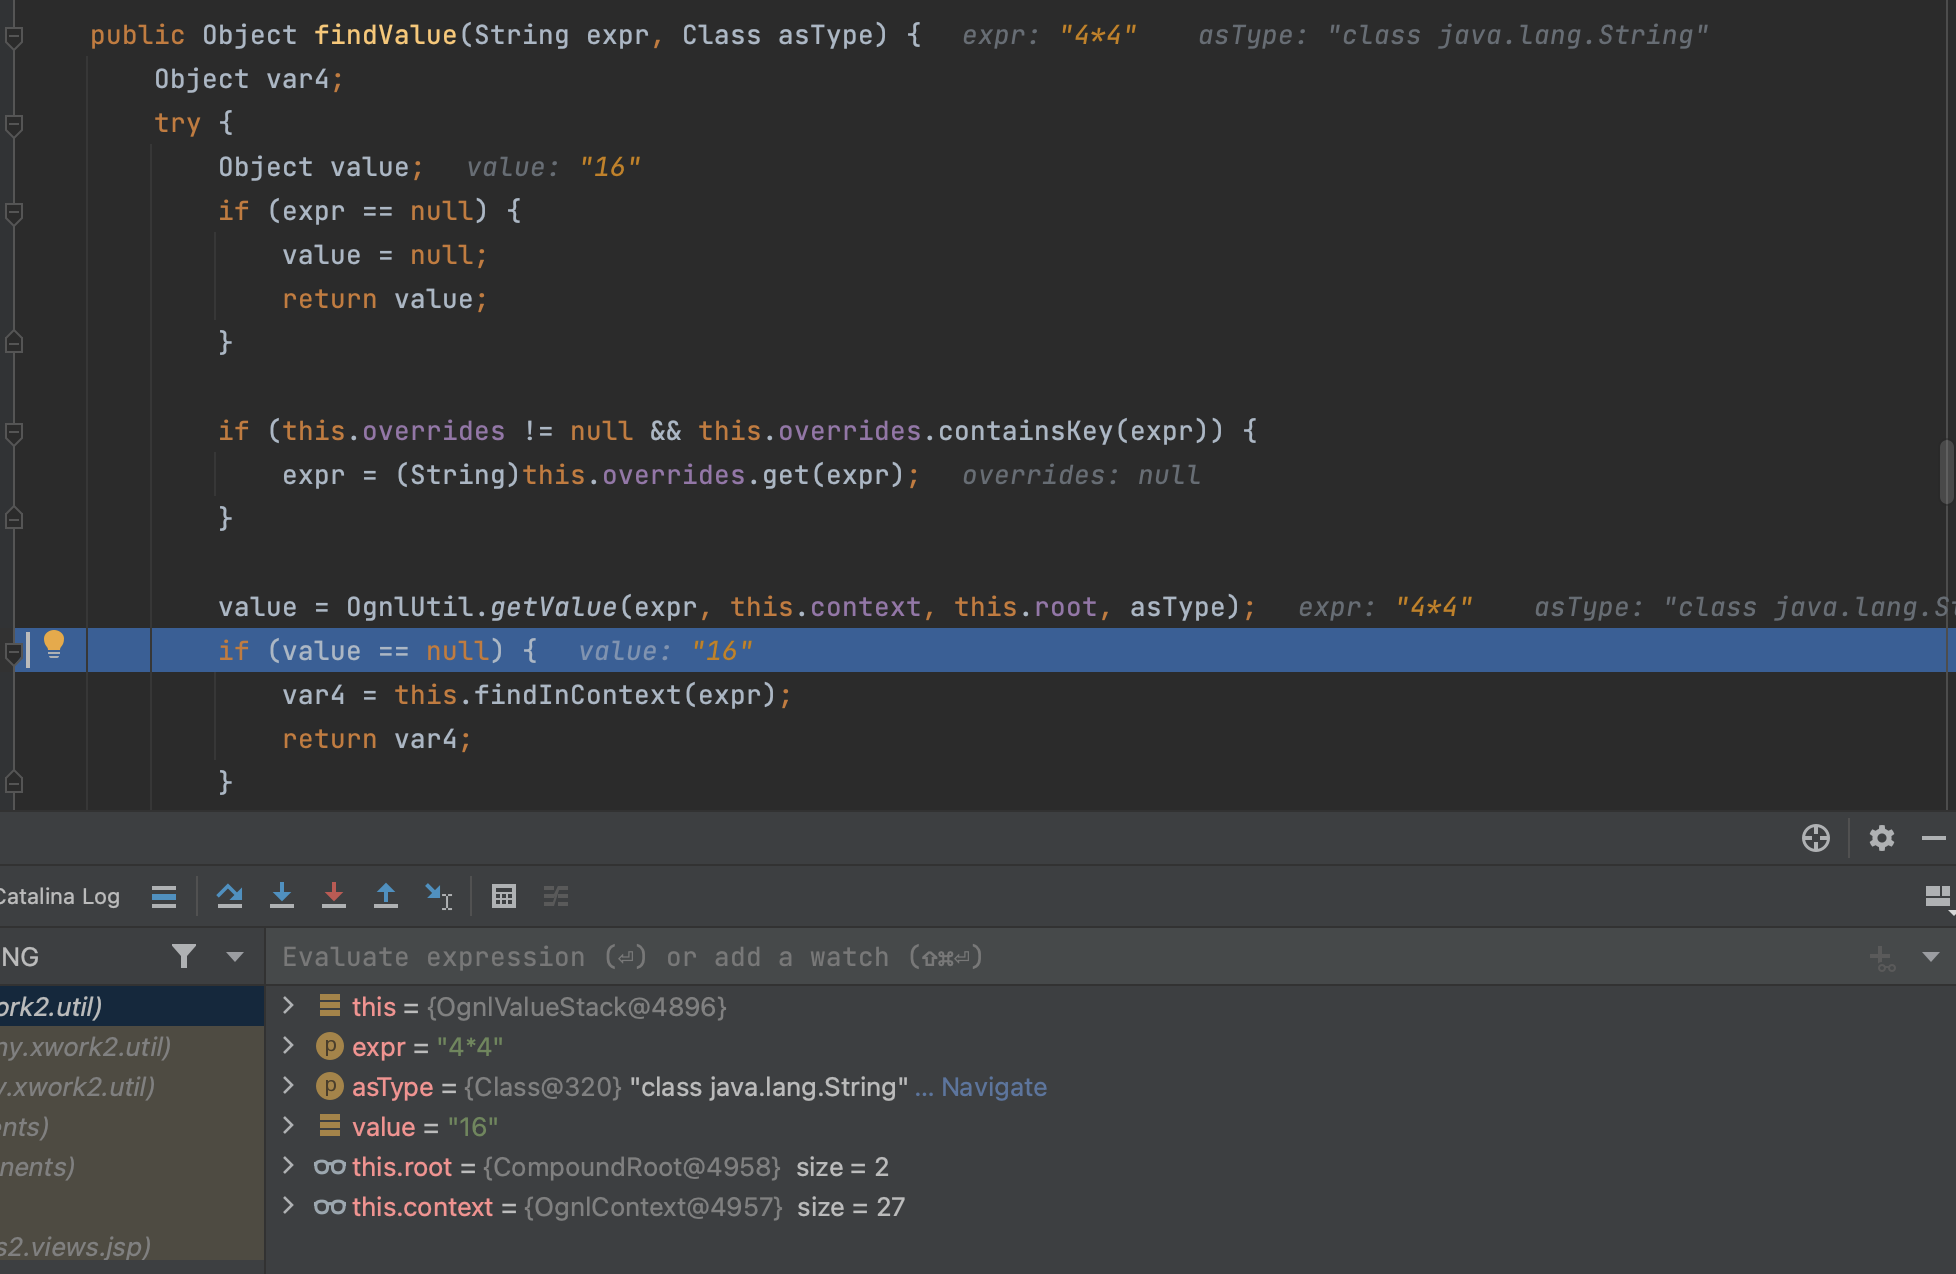 public Object findValue(String expr, Class asType) {   expr: "4*4"    asType: "class java.lang.String"
Object var4;
try {
Object value;   value: "16"
if (expr == null) {
value = null;
return value;
}
if (this.overrides != null && this.overrides.containsKey(expr)) {
expr = (String)this.overrides.get(expr);   overrides: null
}
value = OgnlUtil.getValue(expr, this.context, this.root, asType);   expr: "4*4"    asType: "class java.lang.St
if (value == null) {   value: "16"
var4 = this.findInContext(expr);
return var4;
}
Catalina Log
NG
Evaluate expression (⏎) or add a watch (⇧⌘⏎)
ork2.util)
this = {OgnlValueStack@4896}
ny.xwork2.util)
expr = "4*4"
y.xwork2.util)
asType = {Class@320} "class java.lang.String" ... Navigate
nts)
value = "16"
nents)
this.root = {CompoundRoot@4958}  size = 2
this.context = {OgnlContext@4957}  size = 27
s2.views.jsp)